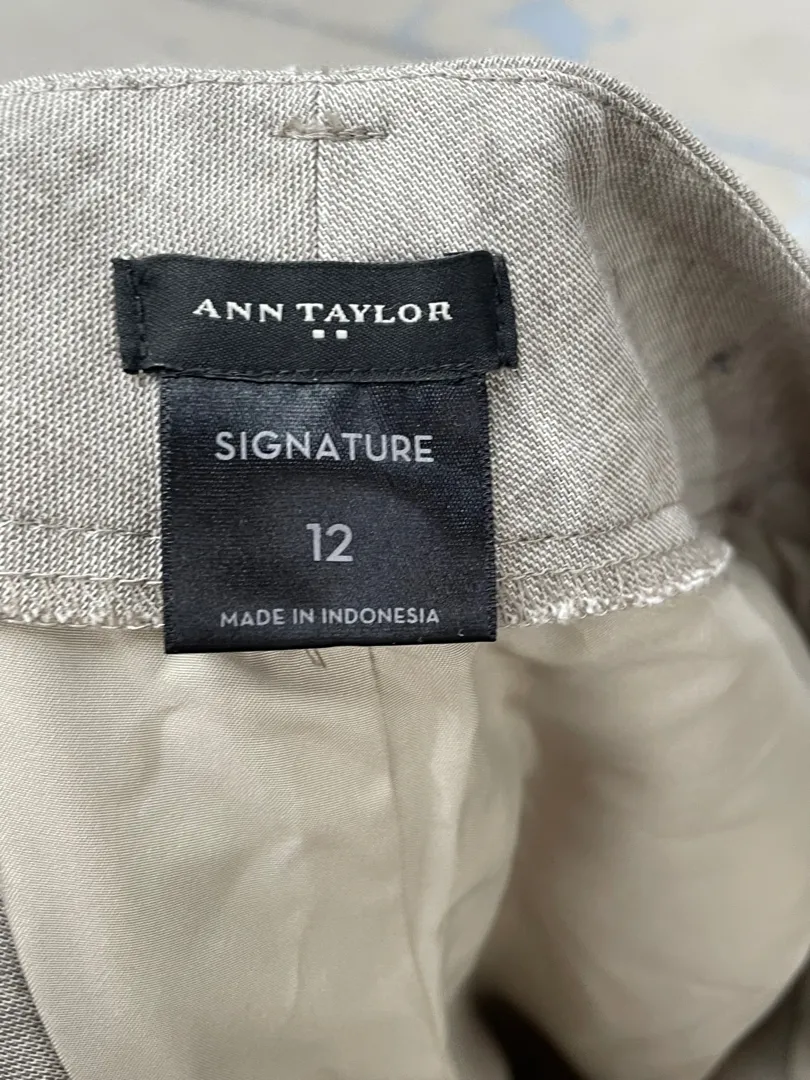 ANN TAYLOR
SIGNATURE
12
MADE IN INDONESIA